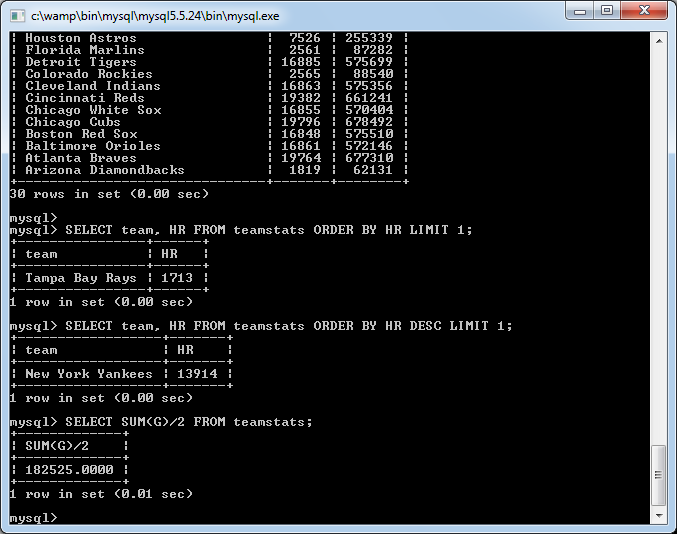 c:\wamp\bin\mysql\mysql5.5.24\bin\mysql.exe
| Houston Astros | 7526 | 255339 |
| Florida Marlins | 2561 | 87282 |
| Detroit Tigers | 16885 | 575699 |
| Colorado Rockies | 2565 | 88540 |
| Cleveland Indians | 16863 | 575356 |
| Cincinnati Reds | 19382 | 661241 |
| Chicago White Sox | 16855 | 570404 |
| Chicago Cubs | 19796 | 678492 |
| Boston Red Sox | 16848 | 575510 |
| Baltimore Orioles | 16861 | 572146 |
| Atlanta Braves | 19764 | 677310 |
| Arizona Diamondbacks | 1819 | 62131 |
+--------------------------------+-------+--------+
30 rows in set (0.00 sec)
mysql>
mysql> SELECT team, HR FROM teamstats ORDER BY HR LIMIT 1;
+----------------+------+
| team | HR |
+----------------+------+
| Tampa Bay Rays | 1713 |
+----------------+------+
1 row in set (0.00 sec)
mysql> SELECT team, HR FROM teamstats ORDER BY HR DESC LIMIT 1;
+------------------+-------+
| team | HR |
+------------------+-------+
| New York Yankees | 13914 |
+------------------+-------+
1 row in set (0.00 sec)
mysql> SELECT SUM(G)/2 FROM teamstats;
+-------------+
| SUM(G)/2 |
+-------------+
| 182525.0000 |
+-------------+
1 row in set (0.01 sec)
mysql>